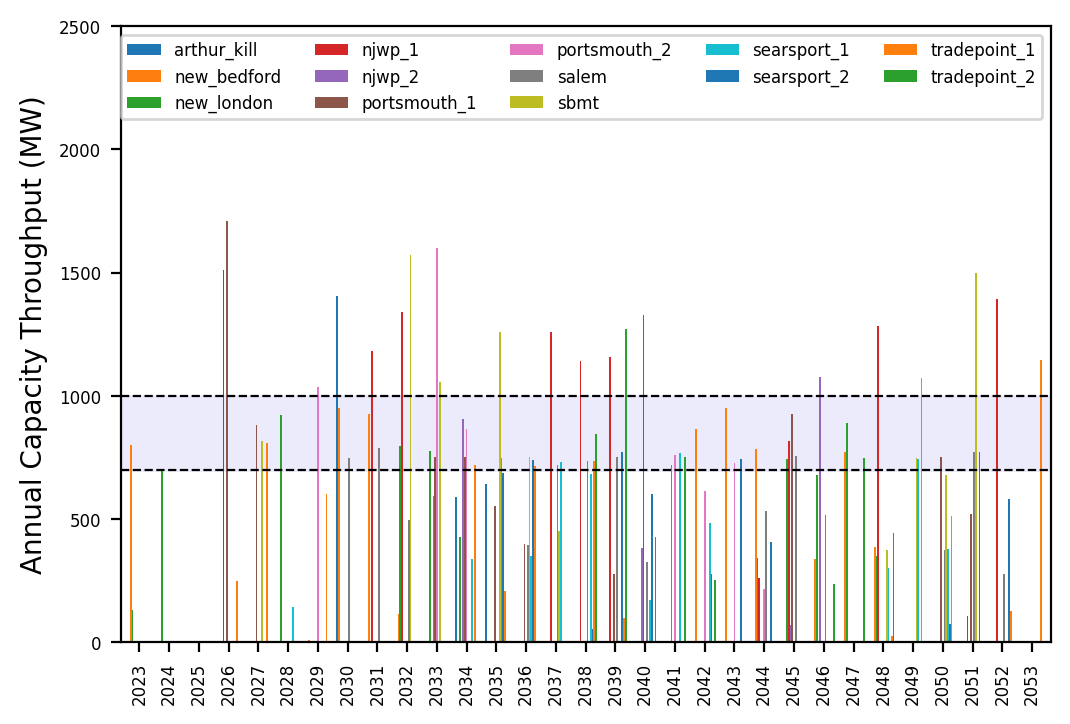 Annual Capacity Throughput (MW)
2500
2000
1500
1000
500
0
arthur_kill
new_bedford
new_london
njwp_1
njwp_2
portsmouth_1
portsmouth_2
salem
sbmt
searsport_1
searsport_2
tradepoint_1
tradepoint_2
2023
2024
2025
2026
2027
2028
2029
2030
2031
2032
2033
2034
2035
2036
2037
2038
2039
2040
2041
2042
2043
2044
2045
2046
2047
2048
2049
2050
2051
2052
2053